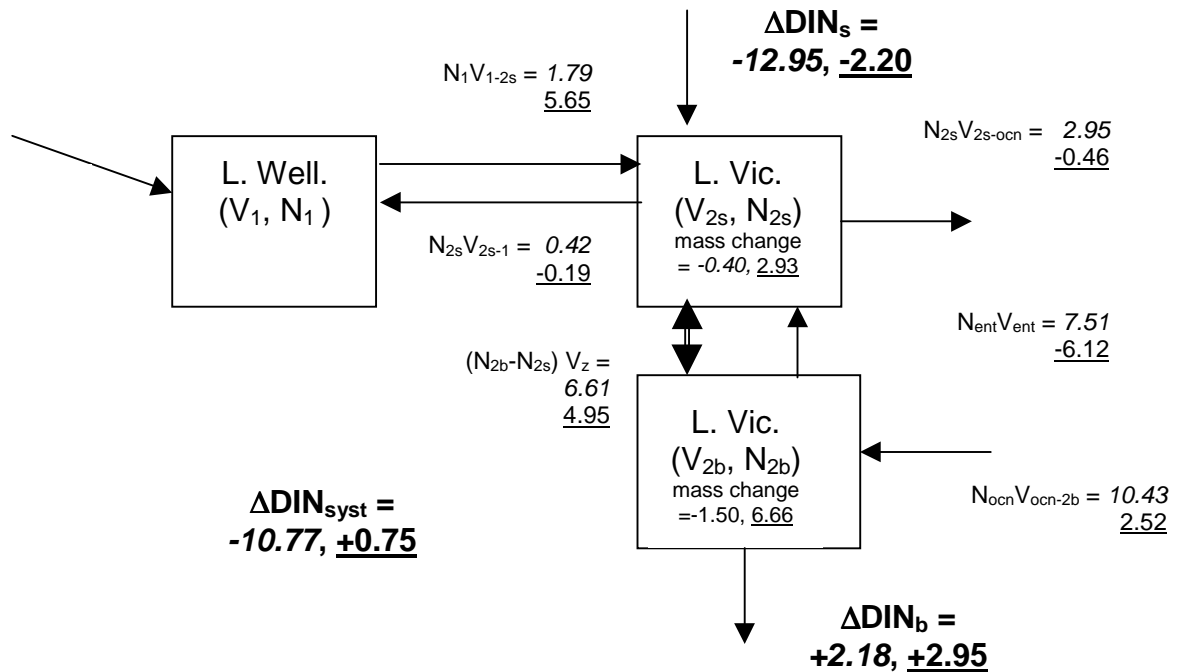 ΔDINₛ =
-12.95, -2.20
N₁V₁₋₂ₛ = 1.79
5.65
N₂ₛV₂ₛ₋ₒcₙ = 2.95
-0.46
L. Well.
(V₁, N₁ )
L. Vic.
(V₂ₛ, N₂ₛ)
mass change
= -0.40, 2.93
N₂ₛV₂ₛ₋₁ = 0.42
-0.19
NₑₙₜVₑₙₜ = 7.51
-6.12
(N₂b-N₂ₛ) V_z =
6.61
4.95
L. Vic.
(V₂b, N₂b)
mass change
=-1.50, 6.66
NₒcₙVₒcₙ₋₂b = 10.43
2.52
ΔDINₛyₛₜ =
-10.77, +0.75
ΔDIN_b =
+2.18, +2.95